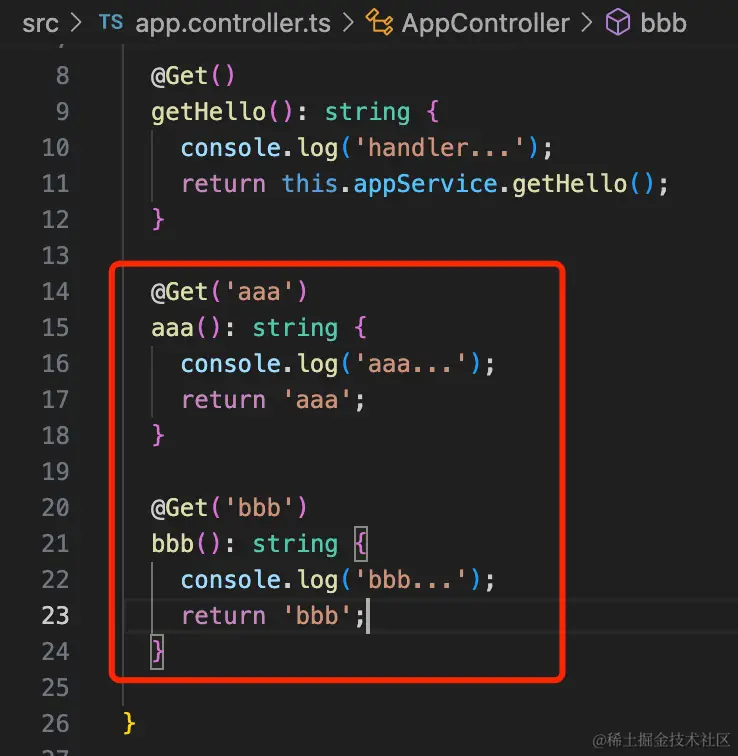 src > TS app.controller.ts > AppController > bbb
8 @Get()
9 getHello(): string {
10 console.log('handler...');
11 return this.appService.getHello();
12 }
13
14 @Get('aaa')
15 aaa(): string {
16 console.log('aaa...');
17 return 'aaa';
18 }
19
20 @Get('bbb')
21 bbb(): string {
22 console.log('bbb...');
23 return 'bbb';
24 }
25
26 }
@稀土掘金技术社区